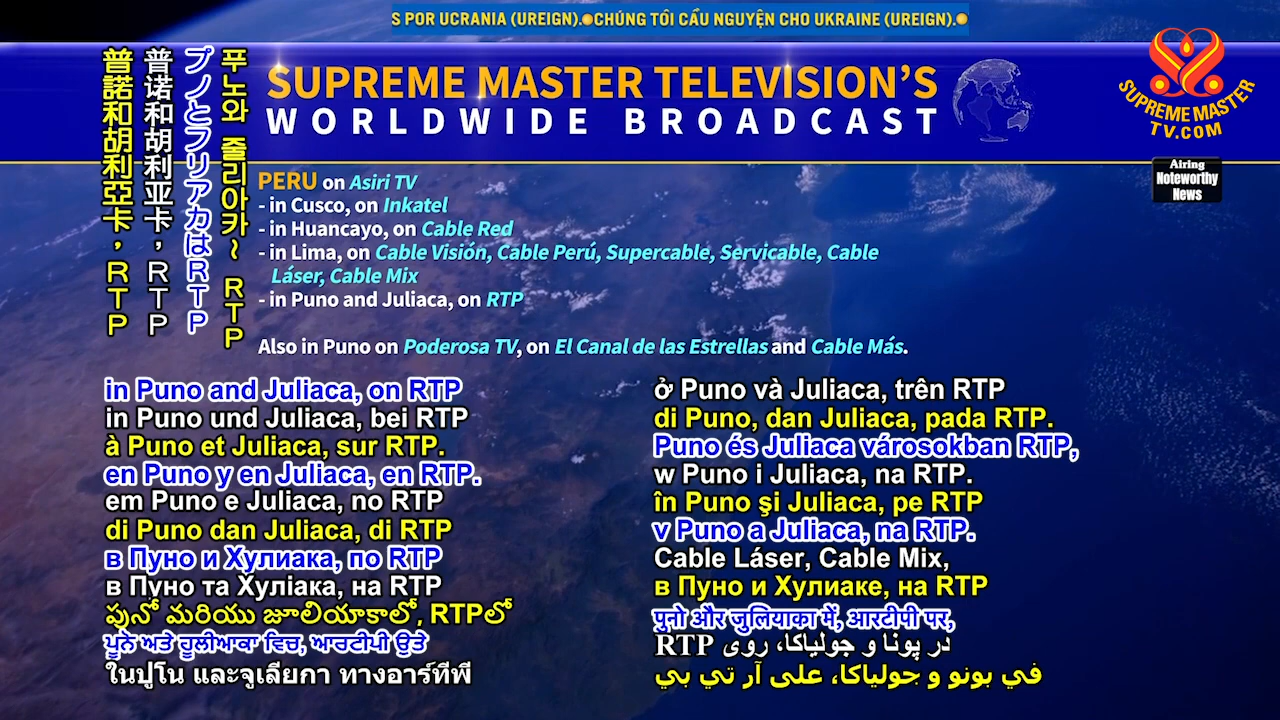 S POR UCRANIA (UREIGN).●CHÚNG TÔI CẦU NGUYỆN CHO UKRAINE (UREIGN).●
SUPREME MASTER TELEVISION’S
WORLDWIDE BROADCAST
SUPREME MASTER
TV.COM
Airing
Noteworthy
News
普諾和胡利亞卡，RTP
普诺和胡利亚卡，RTP
プノとフリアカはRTP
푸노와 줄리아카~ RTP
PERU on Asiri TV
- in Cusco, on Inkatel
- in Huancayo, on Cable Red
- in Lima, on Cable Visión, Cable Perú, Supercable, Servicable, Cable
Láser, Cable Mix
- in Puno and Juliaca, on RTP
Also in Puno on Poderosa TV, on El Canal de las Estrellas and Cable Más.
in Puno and Juliaca, on RTP
in Puno und Juliaca, bei RTP
à Puno et Juliaca, sur RTP.
en Puno y en Juliaca, en RTP.
em Puno e Juliaca, no RTP
di Puno dan Juliaca, di RTP
в Пуно и Хулиака, по RTP
в Пуно та Хуліака, на RTP
పునో మరియు జూలియాకాలో, RTPలో
ਪੂਨੋ ਅਤੇ ਹੂਲੀਆਕਾ ਵਿਚ, ਆਰਟੀਪੀ ਉਤੇ
ในปูโน และจูเลียกา ทางอาร์ทีพี
ở Puno và Juliaca, trên RTP
di Puno, dan Juliaca, pada RTP.
Puno és Juliaca városokban RTP,
w Puno i Juliaca, na RTP.
în Puno şi Juliaca, pe RTP
v Puno a Juliaca, na RTP.
Cable Láser, Cable Mix,
в Пуно и Хулиаке, на RTP
पुनो और जुलियाका में, आरटीपी पर,
در پونا و جولیاکا، روی RTP
في بونو و جولياكا، على آر تي بي